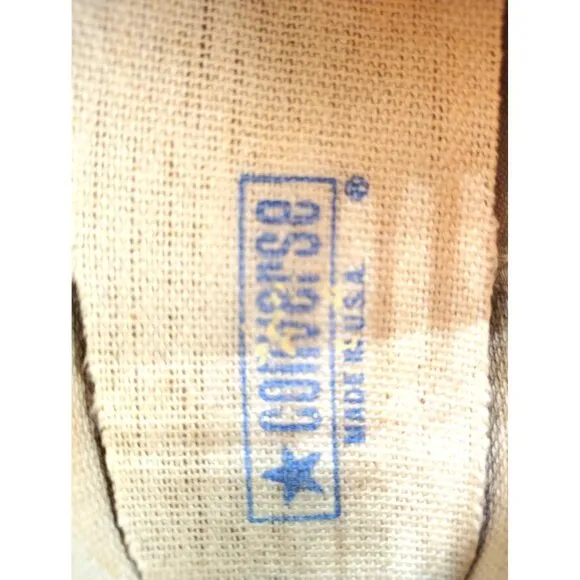 ★ CONVERSE ®
MADE IN U.S.A.